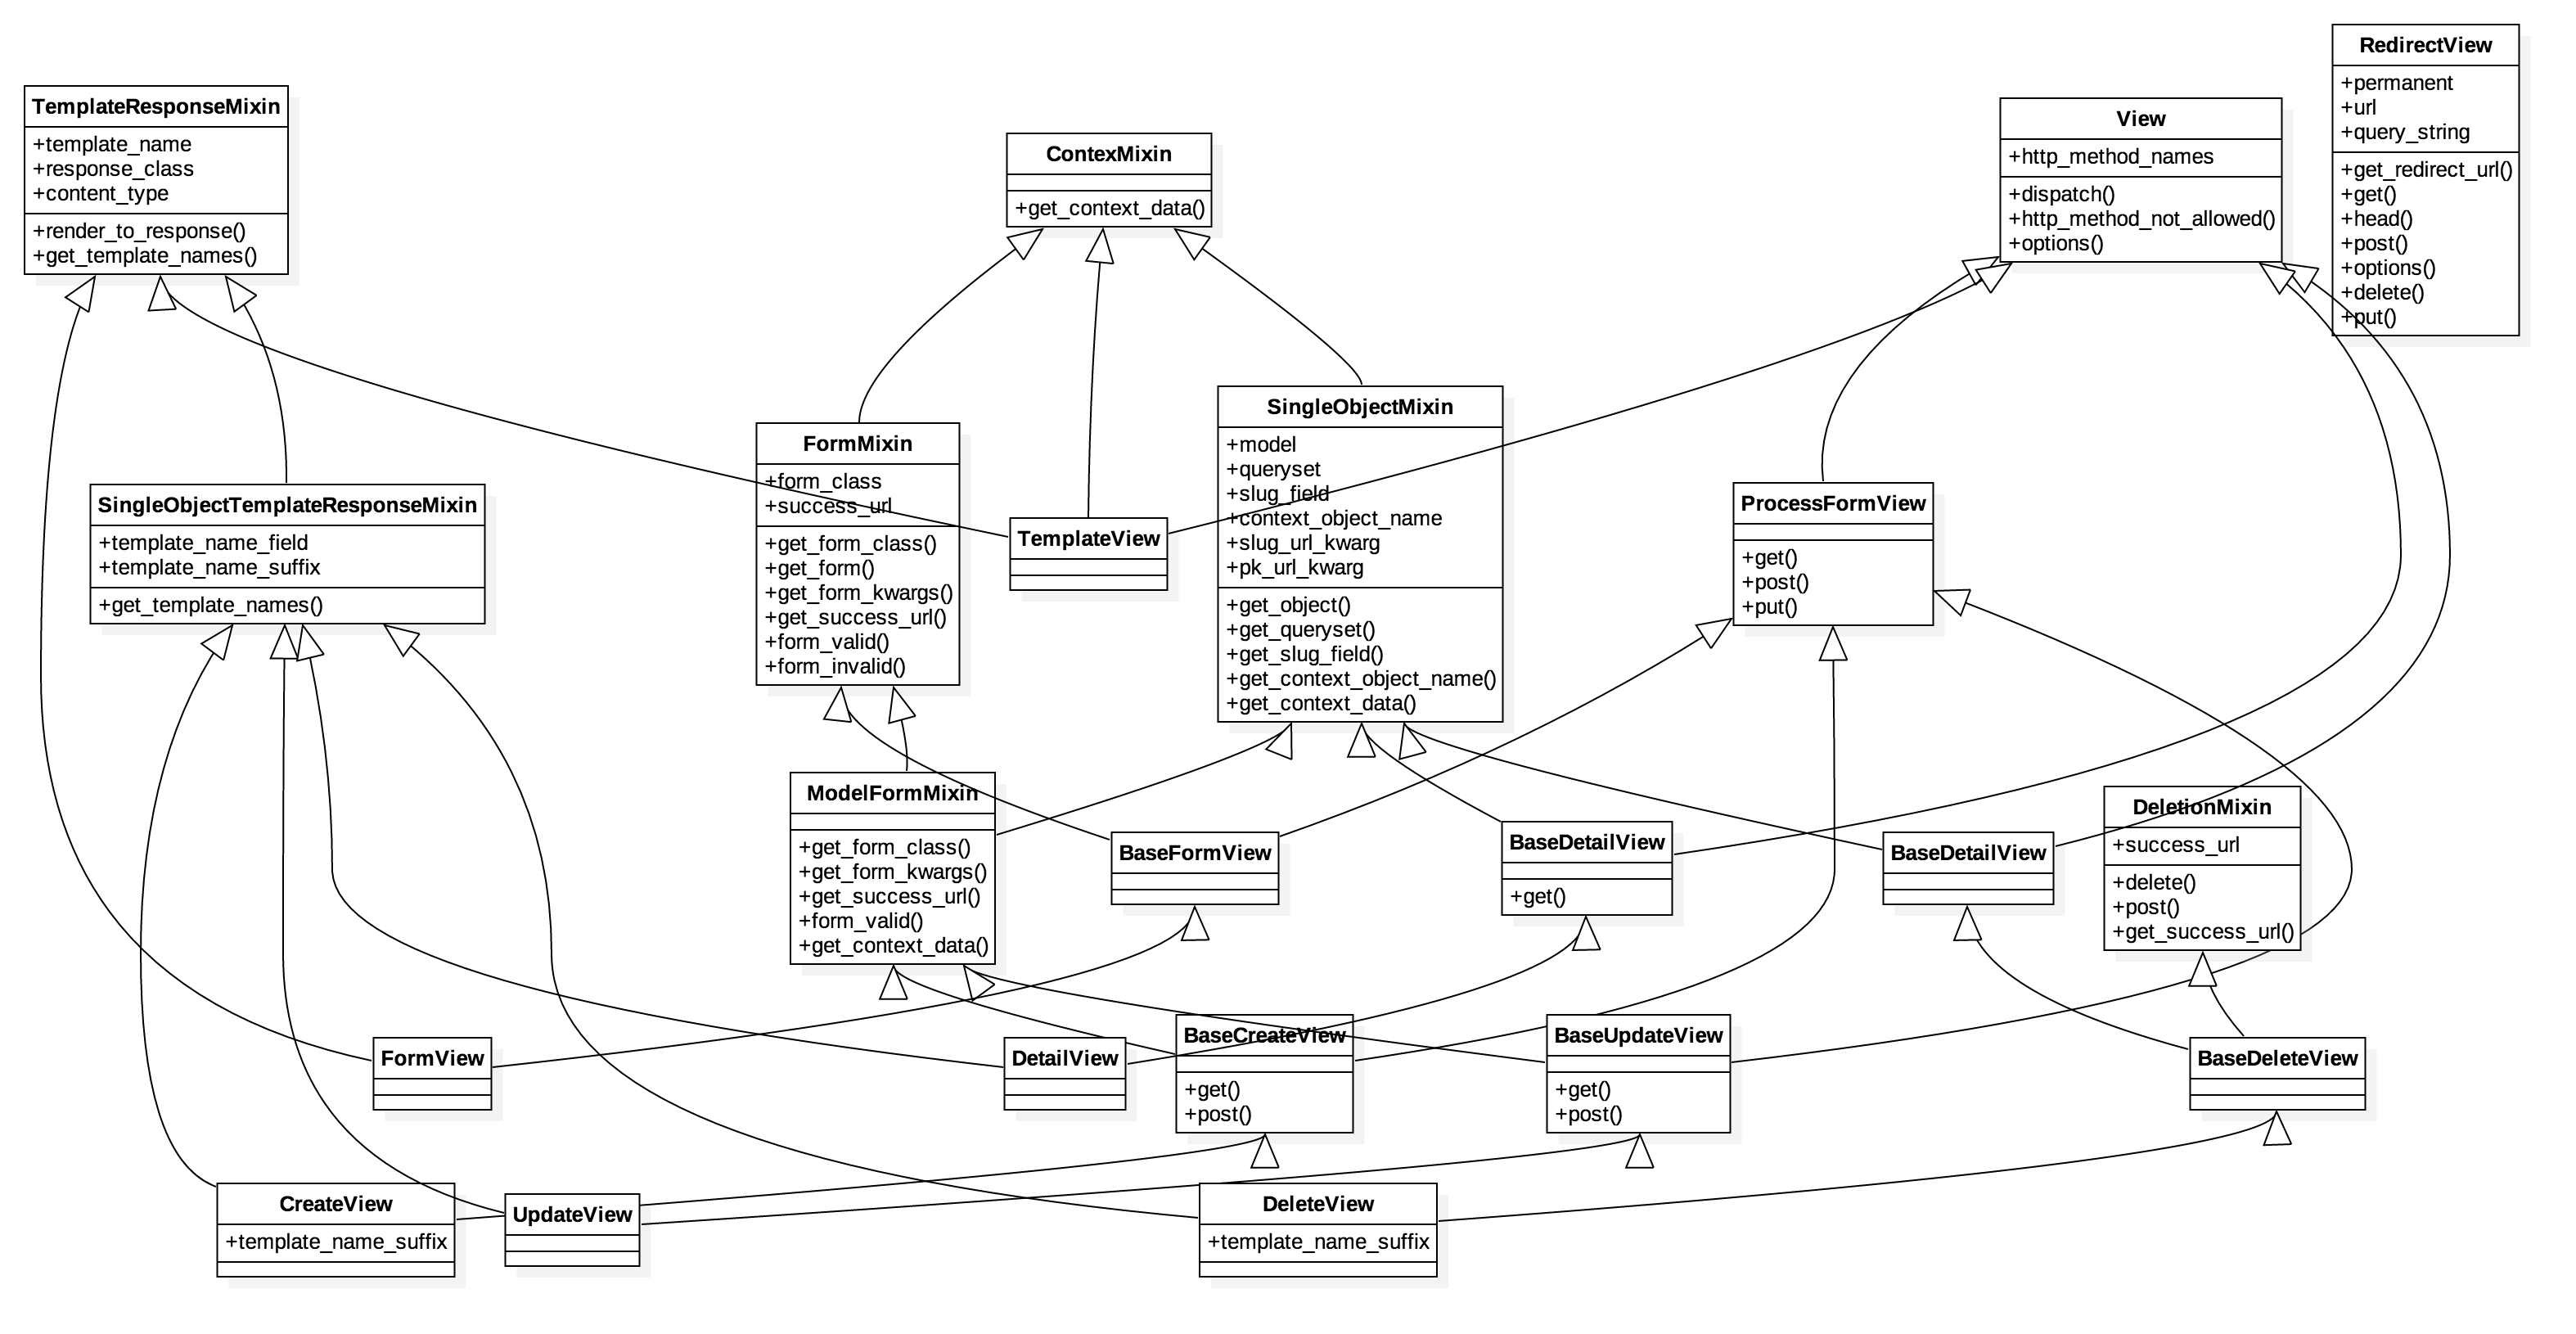 RedirectView
+permanent
+url
+query_string
+get_redirect_url()
+get()
+head()
+post()
+options()
+delete()
+put()
TemplateResponseMixin
+template_name
+response_class
+content_type
+render_to_response()
+get_template_names()
View
+http_method_names
+dispatch()
+http_method_not_allowed()
+options()
ContexMixin
+get_context_data()
SingleObjectMixin
+model
+queryset
+slug_field
+context_object_name
+slug_url_kwarg
+pk_url_kwarg
+get_object()
+get_queryset()
+get_slug_field()
+get_context_object_name()
+get_context_data()
FormMixin
+form_class
+success_url
+get_form_class()
+get_form()
+get_form_kwargs()
+get_success_url()
+form_valid()
+form_invalid()
SingleObjectTemplateResponseMixin
+template_name_field
+template_name_suffix
+get_template_names()
TemplateView
ProcessFormView
+get()
+post()
+put()
ModelFormMixin
+get_form_class()
+get_form_kwargs()
+get_success_url()
+form_valid()
+get_context_data()
BaseFormView
BaseDetailView
+get()
BaseDetailView
DeletionMixin
+success_url
+delete()
+post()
+get_success_url()
FormView
DetailView
BaseCreateView
+get()
+post()
BaseUpdateView
+get()
+post()
BaseDeleteView
CreateView
+template_name_suffix
UpdateView
DeleteView
+template_name_suffix